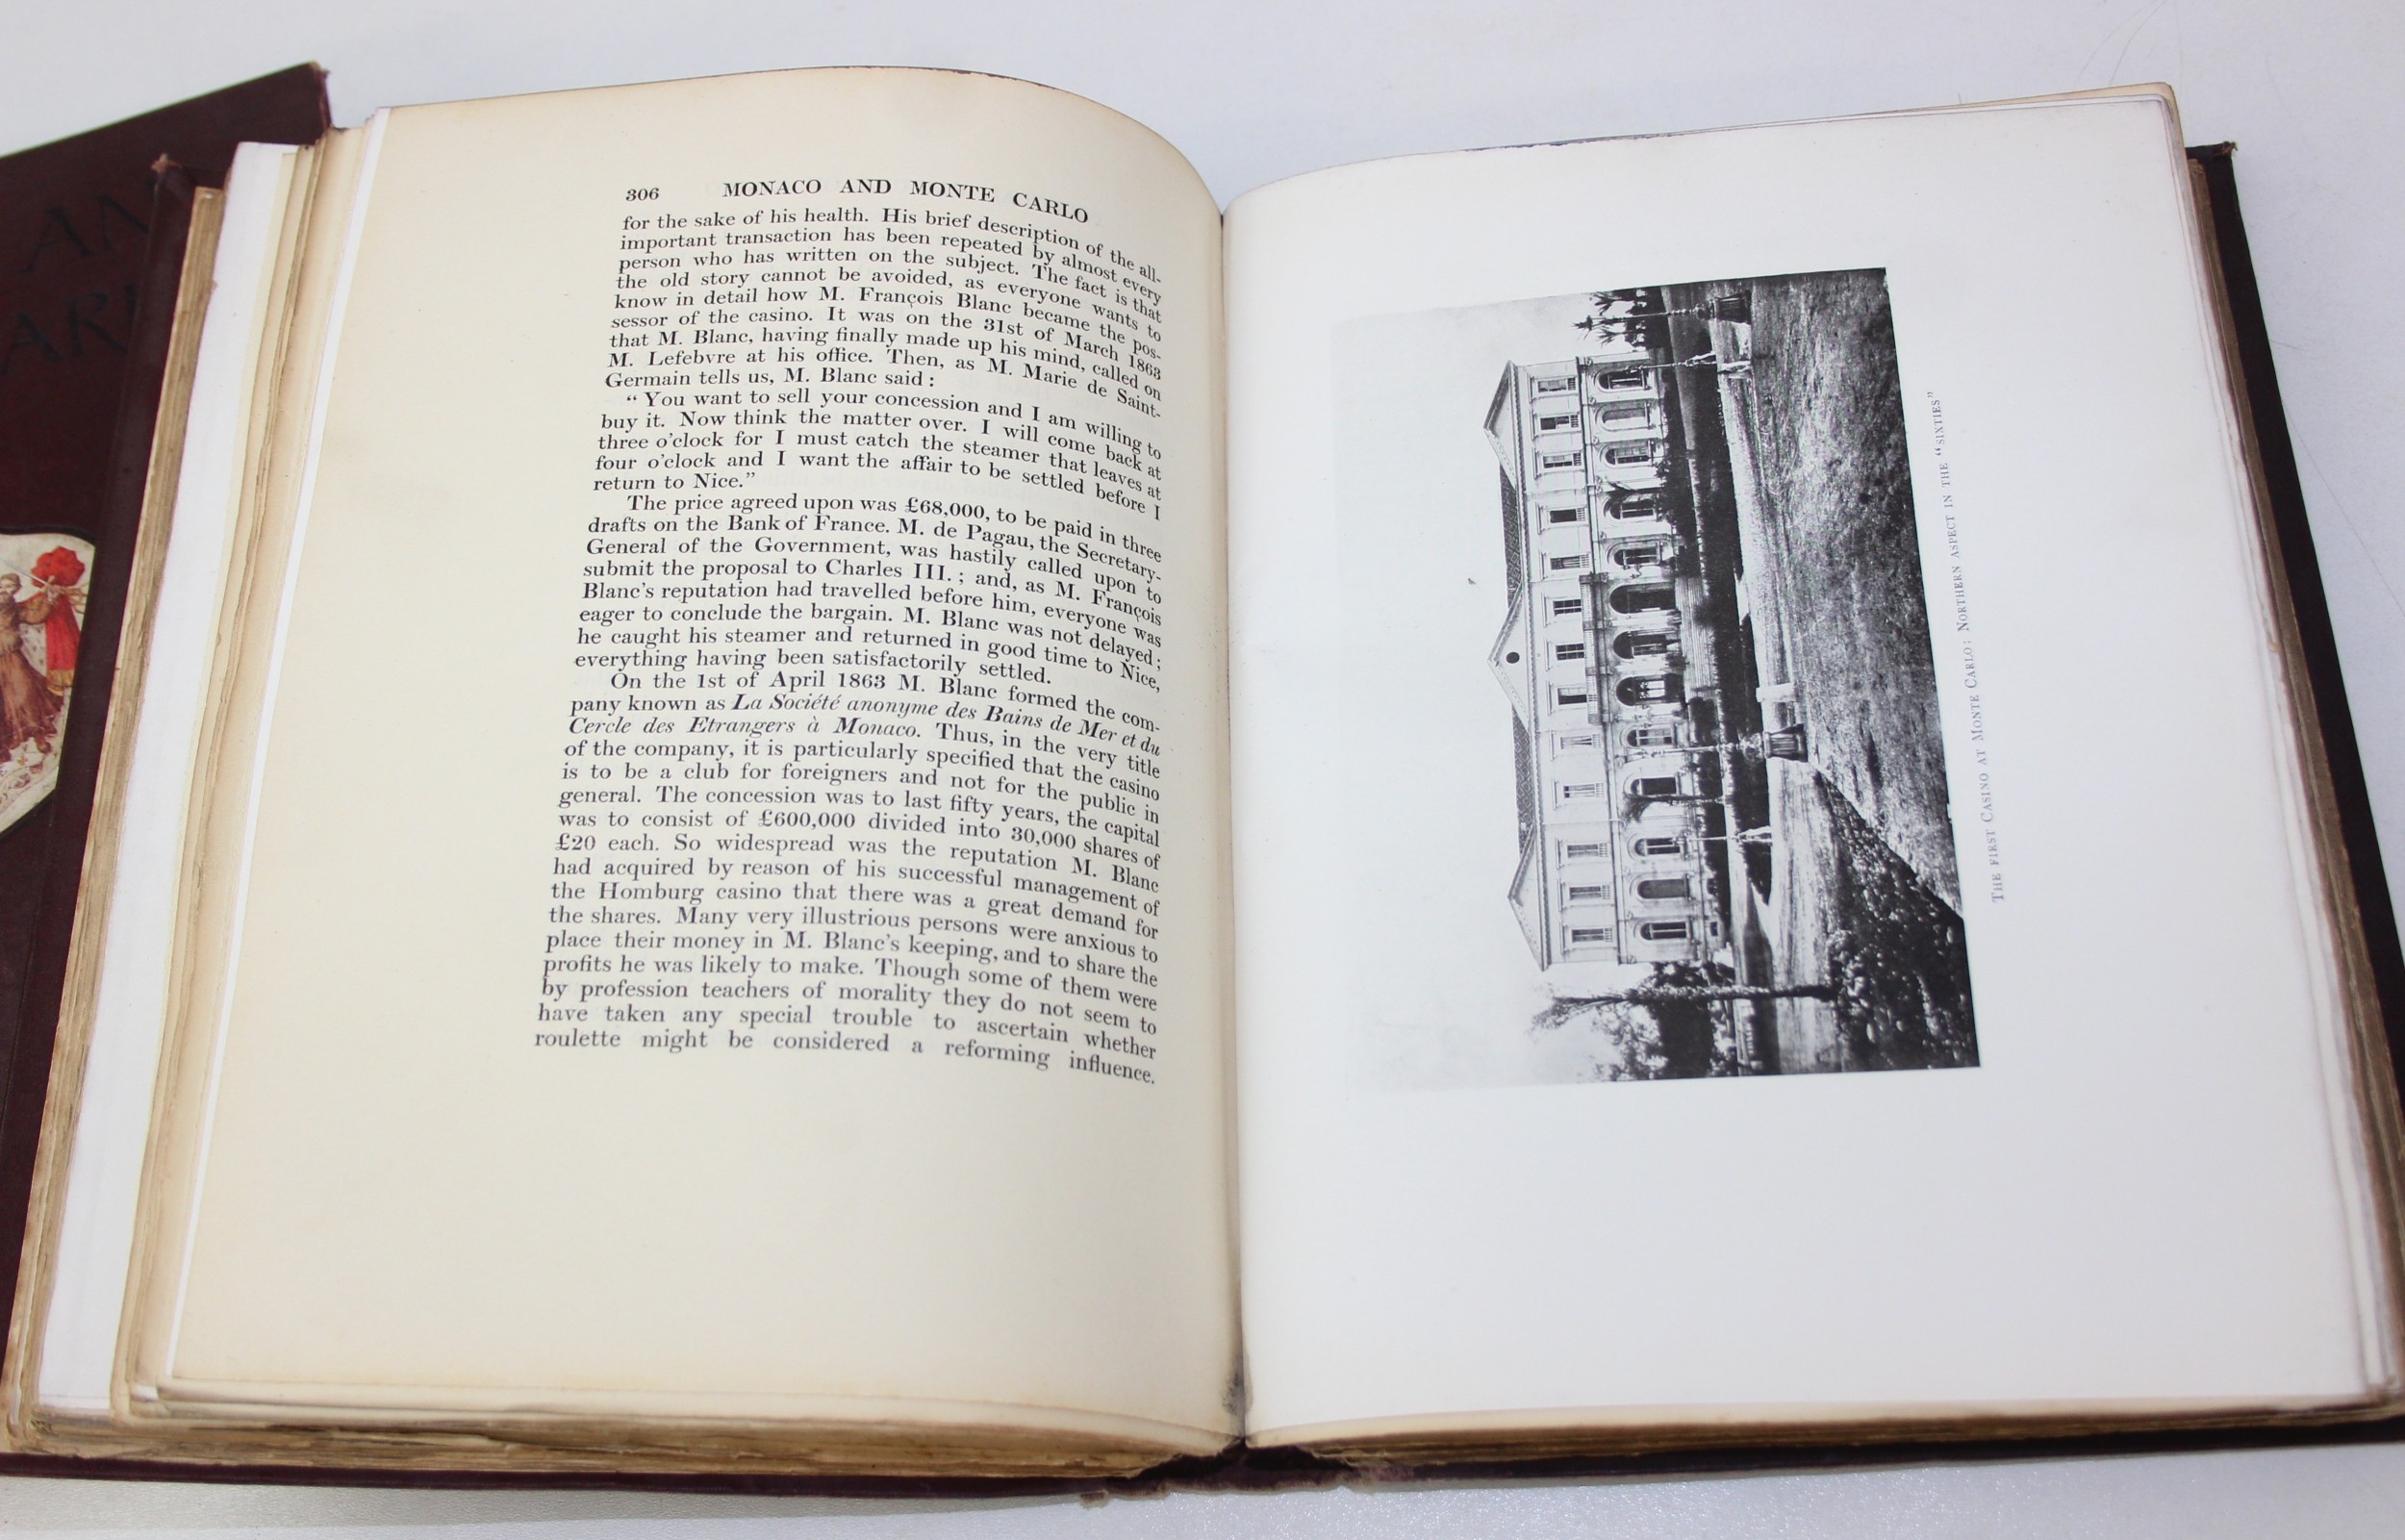 AN
AR
306 MONACO AND MONTE CARLO
for the sake of his health. His brief description of the all-
important transaction has been repeated by almost every
person who has written on the subject. The fact is that
the old story cannot be avoided, as everyone wants to
know in detail how M. François Blanc became the pos-
sessor of the casino. It was on the 31st of March 1863
that M. Blanc, having finally made up his mind, called on
M. Lefebvre at his office. Then, as M. Marie de Saint-
Germain tells us, M. Blanc said :
“ You want to sell your concession and I am willing to
buy it. Now think the matter over. I will come back at
three o’clock for I must catch the steamer that leaves at
four o’clock and I want the affair to be settled before I
return to Nice.”
The price agreed upon was £68,000, to be paid in three
drafts on the Bank of France. M. de Pagau, the Secretary-
General of the Government, was hastily called upon to
submit the proposal to Charles III. ; and, as M. François
Blanc’s reputation had travelled before him, everyone was
eager to conclude the bargain. M. Blanc was not delayed ;
he caught his steamer and returned in good time to Nice,
everything having been satisfactorily settled.
On the 1st of April 1863 M. Blanc formed the com-
pany known as La Société anonyme des Bains de Mer et du
Cercle des Etrangers à Monaco. Thus, in the very title
of the company, it is particularly specified that the casino
is to be a club for foreigners and not for the public in
general. The concession was to last fifty years, the capital
was to consist of £600,000 divided into 30,000 shares of
£20 each. So widespread was the reputation M. Blanc
had acquired by reason of his successful management of
the Homburg casino that there was a great demand for
the shares. Many very illustrious persons were anxious to
place their money in M. Blanc’s keeping, and to share the
profits he was likely to make. Though some of them were
by profession teachers of morality they do not seem to
have taken any special trouble to ascertain whether
roulette might be considered a reforming influence.
THE FIRST CASINO AT MONTE CARLO: NORTHERN ASPECT IN THE “SIXTIES”